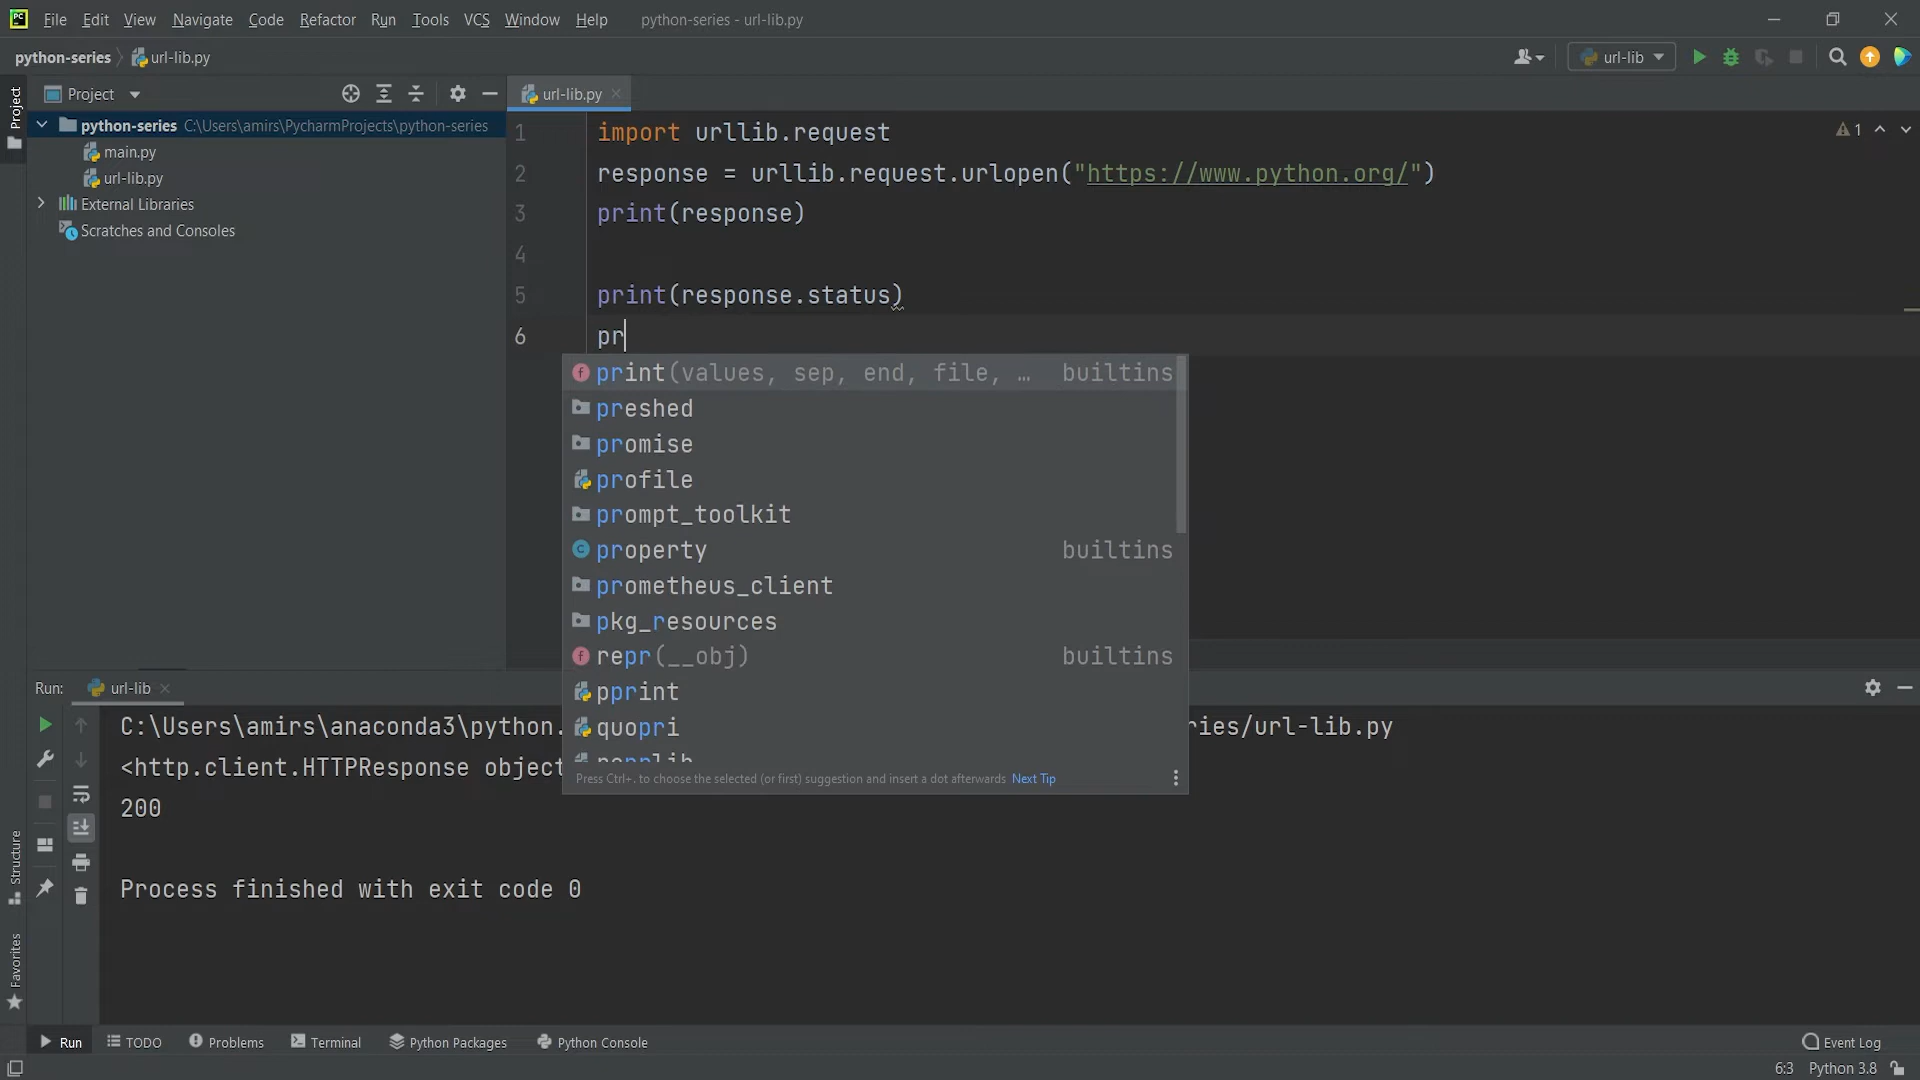 File Edit View Navigate Code Refactor Run Tools VCS Window Help python-series - url-lib.py
python-series url-lib.py url-lib
Project
Project
url-lib.py
python-series C:\Users\amirs\PycharmProjects\python-series
main.py
url-lib.py
External Libraries
Scratches and Consoles
1 import urllib.request
2 response = urllib.request.urlopen("https://www.python.org/")
3 print(response)
4
5 print(response.status)
6 pr
1
print(values, sep, end, file, … builtins
preshed
promise
profile
prompt_toolkit
property builtins
prometheus_client
pkg_resources
repr(__obj) builtins
pprint
quopri
Press Ctrl+. to choose the selected (or first) suggestion and insert a dot afterwards Next Tip
Run: url-lib
C:\Users\amirs\anaconda3\python. ries/url-lib.py
<http.client.HTTPResponse object
200
Process finished with exit code 0
Structure
Favorites
Run TODO Problems Terminal Python Packages Python Console Event Log
6:3 Python 3.8